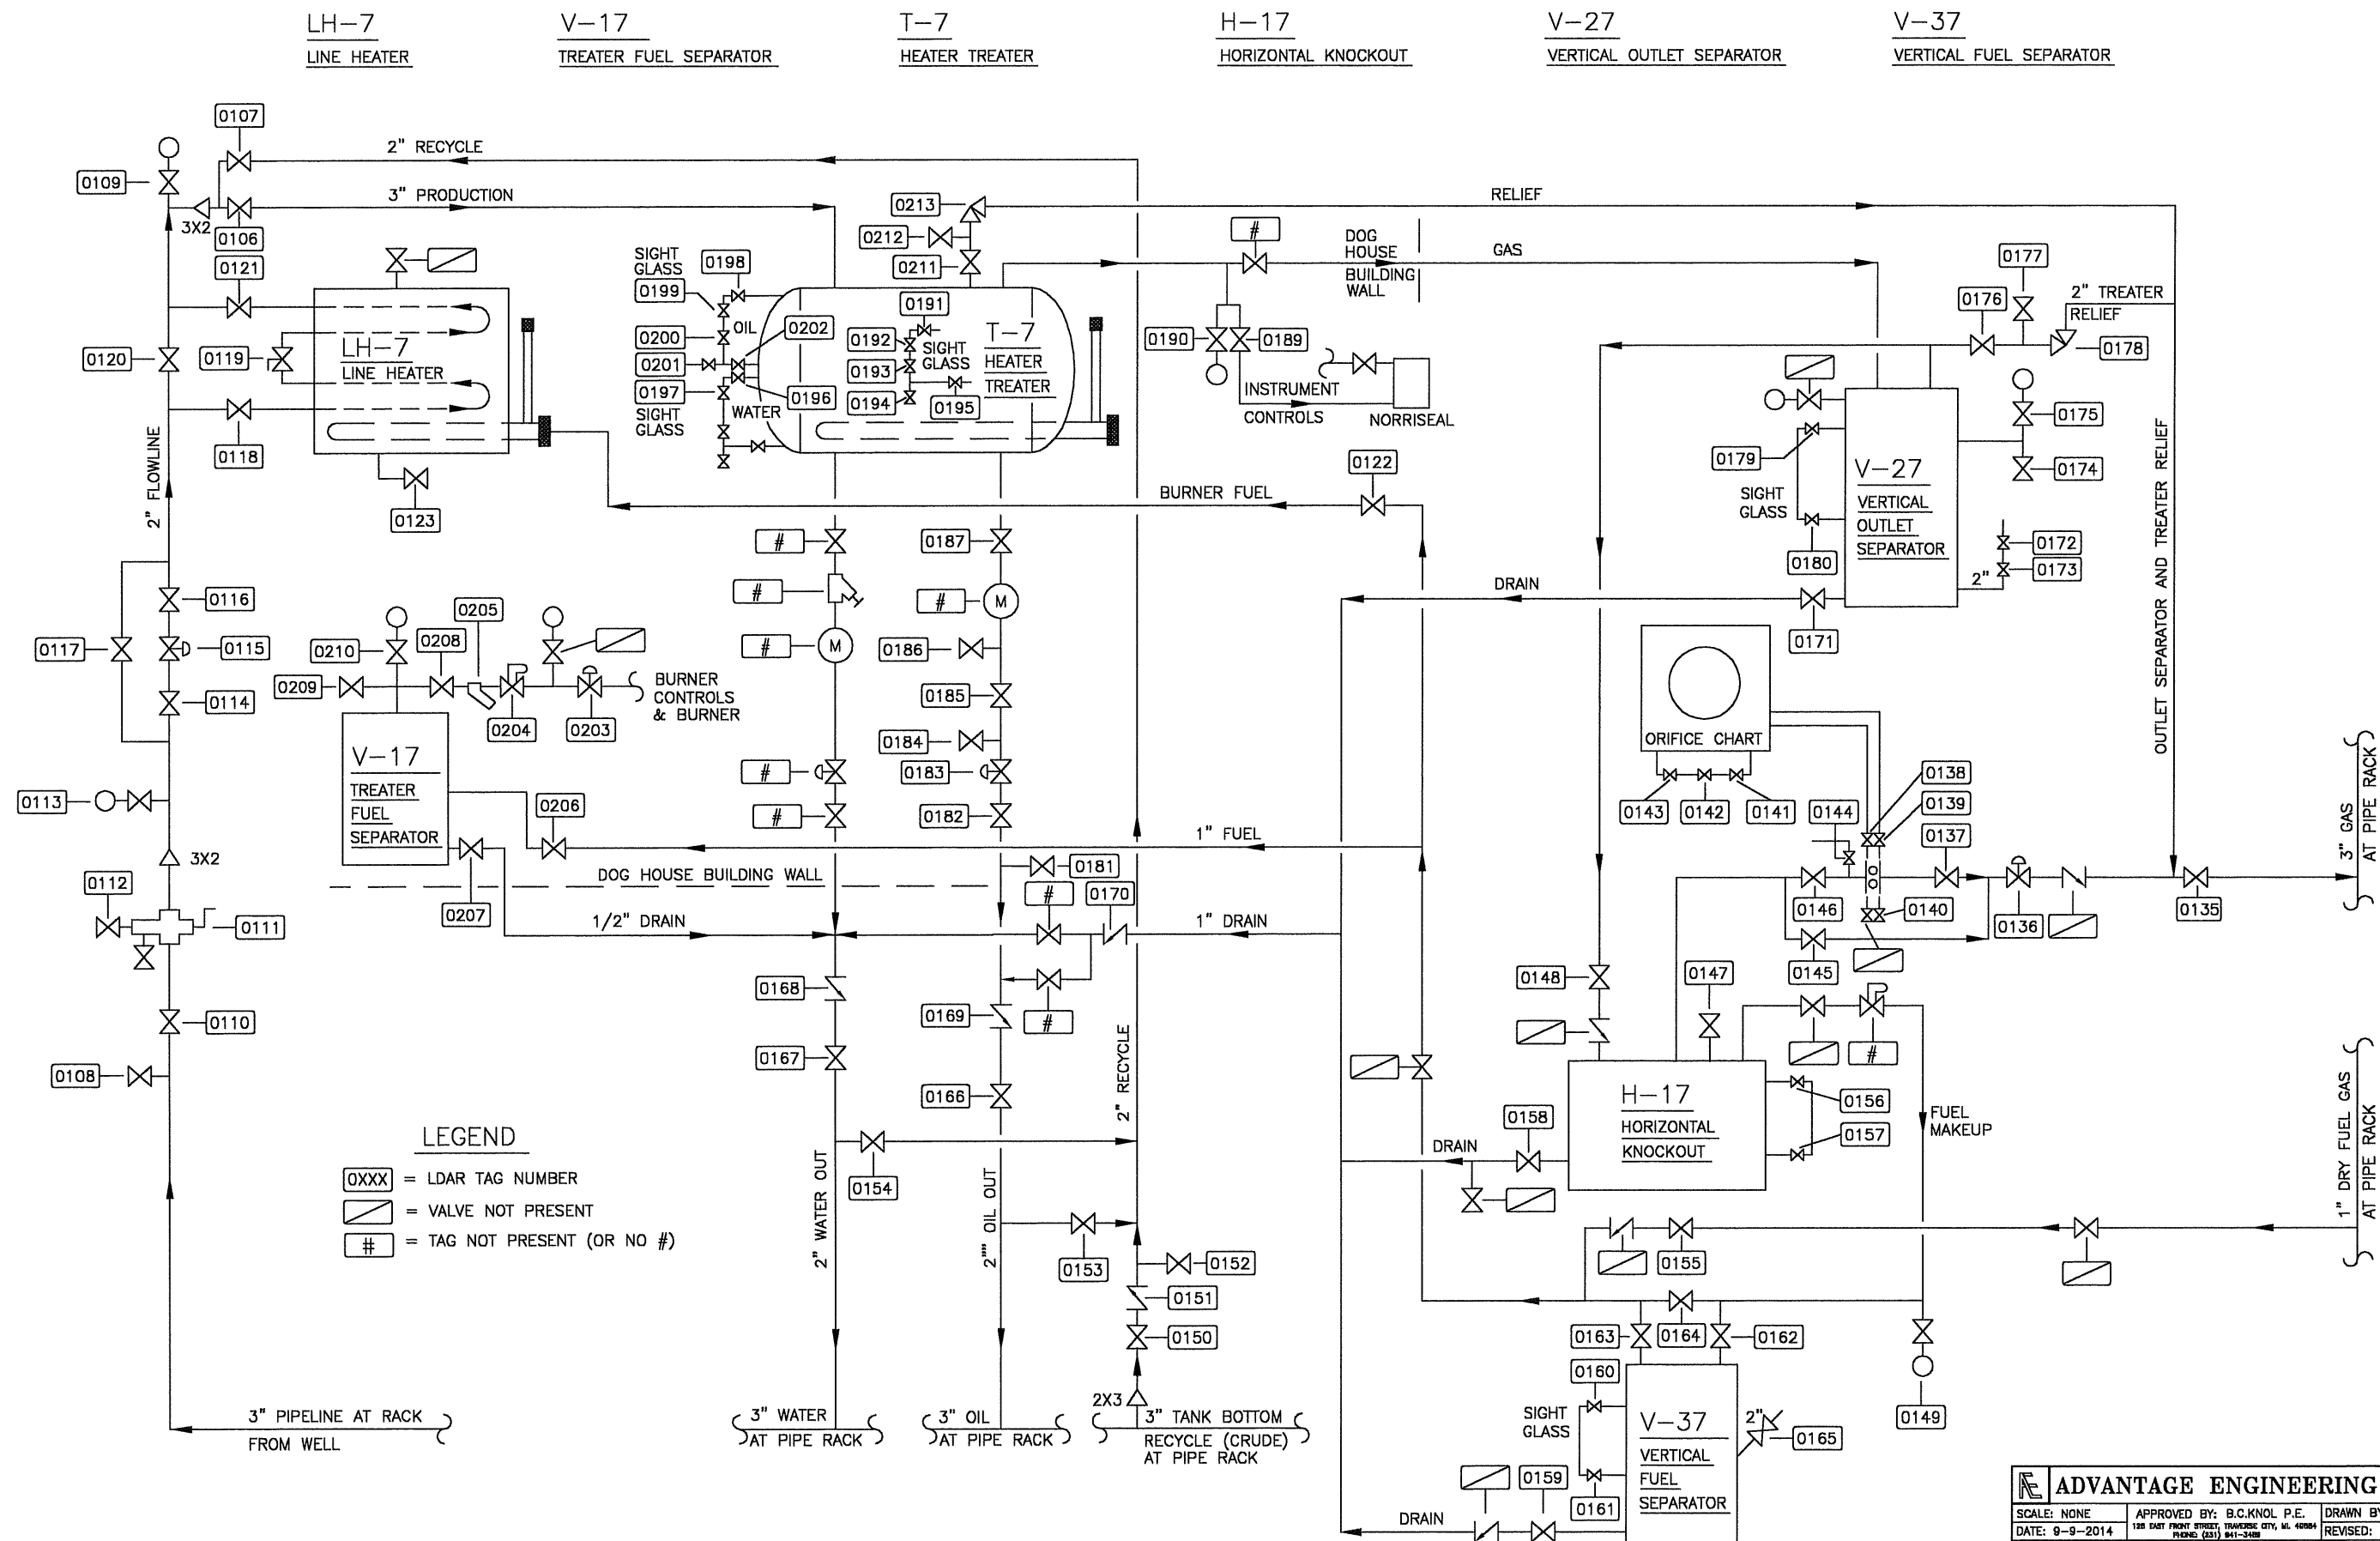 LH-7
LINE HEATER
V-17
TREATER FUEL SEPARATOR
T-7
HEATER TREATER
H-17
HORIZONTAL KNOCKOUT
V-27
VERTICAL OUTLET SEPARATOR
V-37
VERTICAL FUEL SEPARATOR
0107
2" RECYCLE
0109
3" PRODUCTION
3X2
0106
0121
0120
0119
LH-7
LINE HEATER
0118
0123
2" FLOWLINE
0116
0117
0115
0114
0113
3X2
0112
0111
0110
0108
3" PIPELINE AT RACK
FROM WELL
0213
0212
0211
RELIEF
SIGHT
GLASS
0198
0199
OIL
0200
0202
0201
0197
SIGHT
GLASS
WATER
0196
0191
0192
SIGHT
GLASS
0193
0194
0195
T-7
HEATER
TREATER
#
DOG
HOUSE
BUILDING
WALL
GAS
0190
0189
INSTRUMENT
CONTROLS
NORRISEAL
0122
BURNER FUEL
0177
0176
2" TREATER
RELIEF
0178
0175
0174
0179
SIGHT
GLASS
0180
V-27
VERTICAL
OUTLET
SEPARATOR
0172
0173
2"
DRAIN
0171
OUTLET SEPARATOR AND TREATER RELIEF
0210
0208
0205
0209
0204
0203
BURNER
CONTROLS
& BURNER
V-17
TREATER
FUEL
SEPARATOR
0206
0207
DOG HOUSE BUILDING WALL
1/2" DRAIN
#
#
#
M
#
#
0187
#
M
0186
0185
0184
0183
0182
1" FUEL
0181
#
0170
1" DRAIN
#
0168
0167
0169
0166
2" RECYCLE
0154
2" WATER OUT
2"" OIL OUT
0153
0152
0151
0150
2X3
3" WATER
AT PIPE RACK
3" OIL
AT PIPE RACK
3" TANK BOTTOM
RECYCLE (CRUDE)
AT PIPE RACK
LEGEND
0XXX = LDAR TAG NUMBER
= VALVE NOT PRESENT
# = TAG NOT PRESENT (OR NO #)
ORIFICE CHART
0143
0142
0141
0144
0138
0139
0137
0146
0140
0136
0135
0145
3" GAS
AT PIPE RACK
0148
0147
#
H-17
HORIZONTAL
KNOCKOUT
0156
0157
FUEL
MAKEUP
0158
DRAIN
1" DRY FUEL GAS
AT PIPE RACK
0155
0163
0164
0162
0149
0160
SIGHT
GLASS
0161
V-37
VERTICAL
FUEL
SEPARATOR
2"
0165
0159
DRAIN
ADVANTAGE ENGINEERING
SCALE: NONE
APPROVED BY: B.C.KNOL P.E.
DRAWN BY
DATE: 9-9-2014
REVISED: